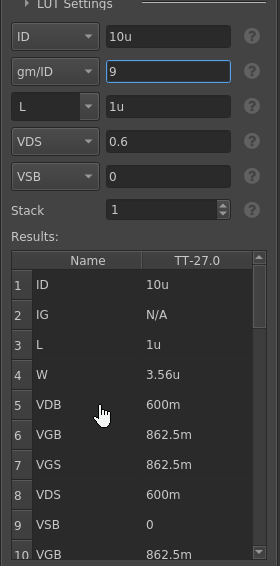 LUT Settings
ID 10u ?
gm/ID 9 ?
L 1u ?
VDS 0.6 ?
VSB 0 ?
Stack 1 ?
Results:
Name TT-27.0
1 ID 10u
2 IG N/A
3 L 1u
4 W 3.56u
5 VDB 600m
6 VGB 862.5m
7 VGS 862.5m
8 VDS 600m
9 VSB 0
10 VGB 862.5m